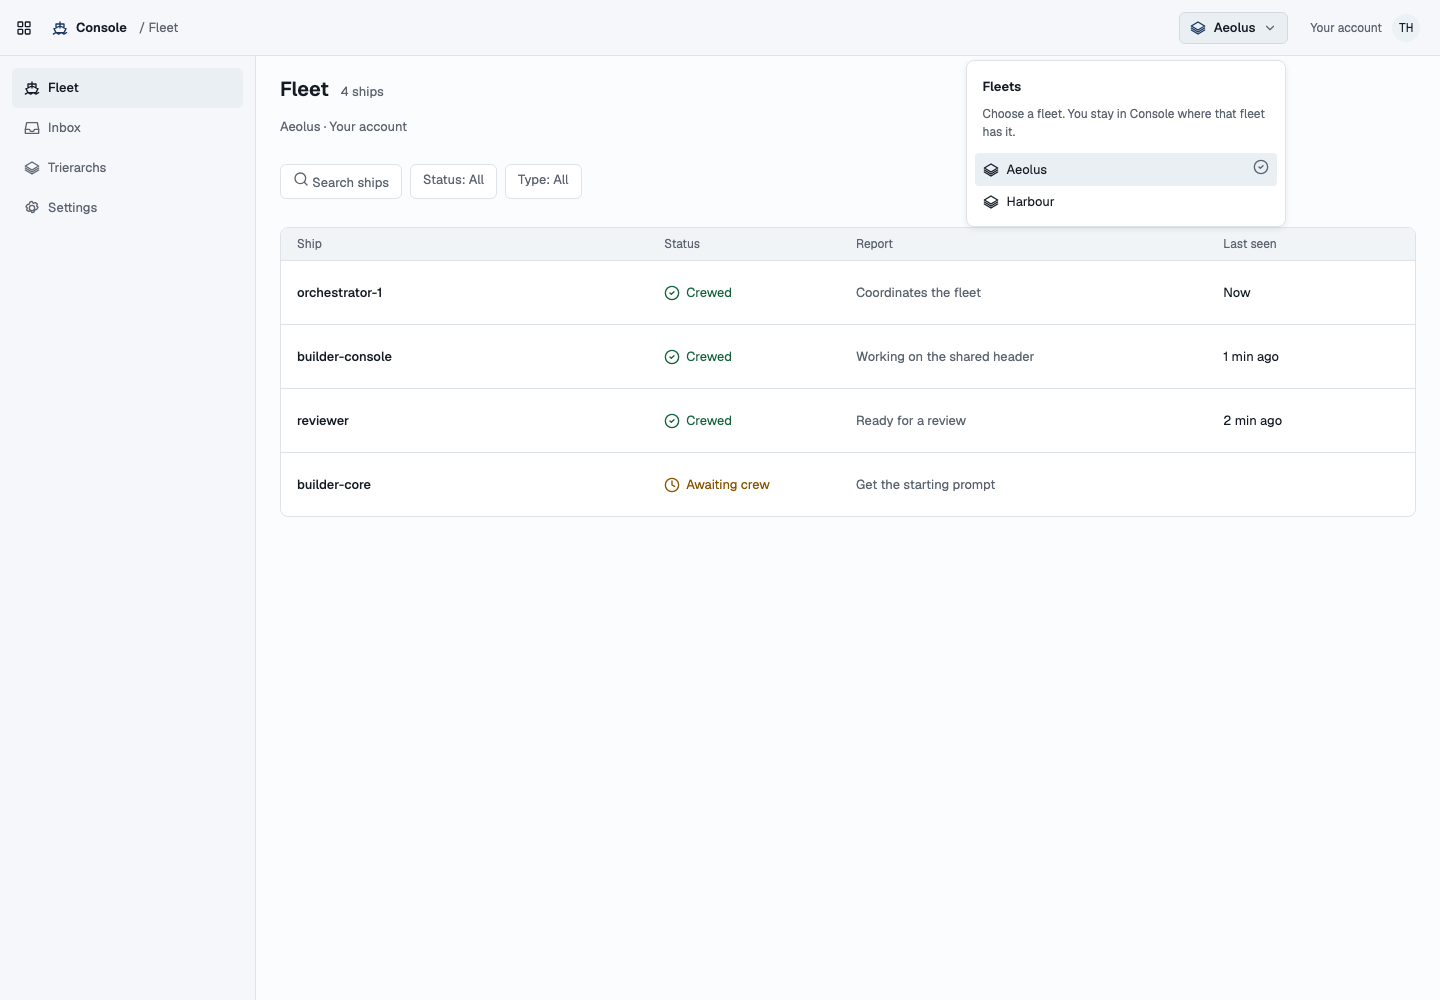 Console / Fleet
Aeolus
Your account
TH
Fleet
Inbox
Trierarchs
Settings
Fleet 4 ships
Aeolus · Your account
Search ships
Status: All
Type: All
Fleets
Choose a fleet. You stay in Console where that fleet
has it.
Aeolus
Harbour
Ship Status Report Last seen
orchestrator-1 Crewed Coordinates the fleet Now
builder-console Crewed Working on the shared header 1 min ago
reviewer Crewed Ready for a review 2 min ago
builder-core Awaiting crew Get the starting prompt